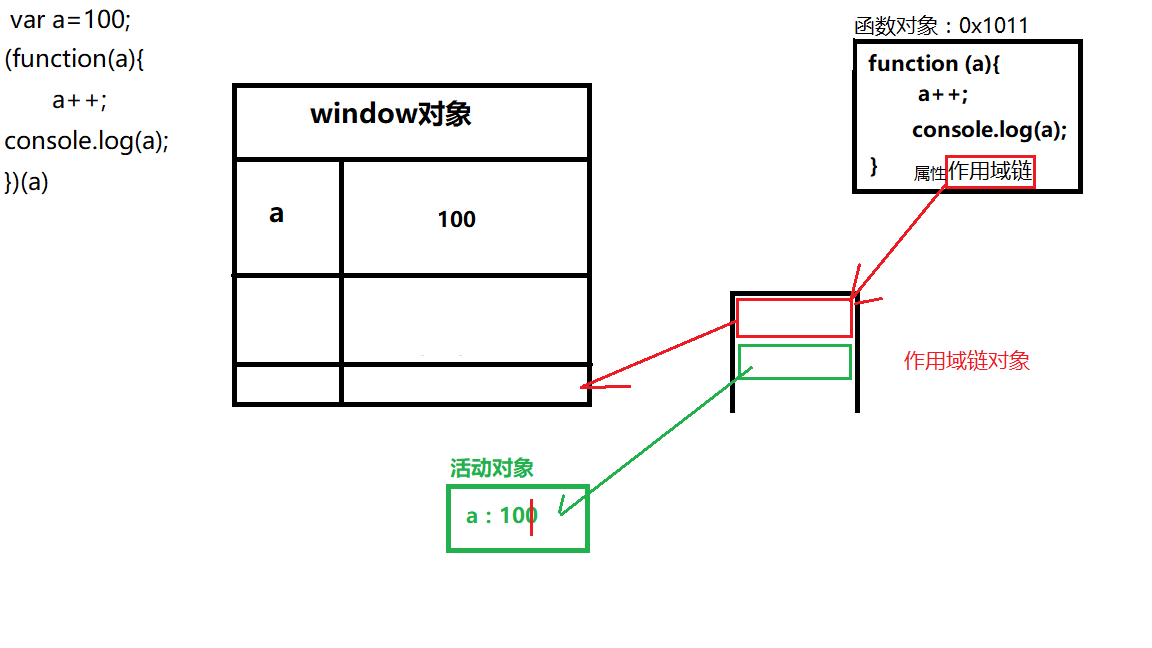 var a=100;
(function(a){
a++;
console.log(a);
})(a)
window对象
a
100
函数对象：0x1011
function (a){
a++;
console.log(a);
}
属性作用域链
作用域链对象
活动对象
a：100